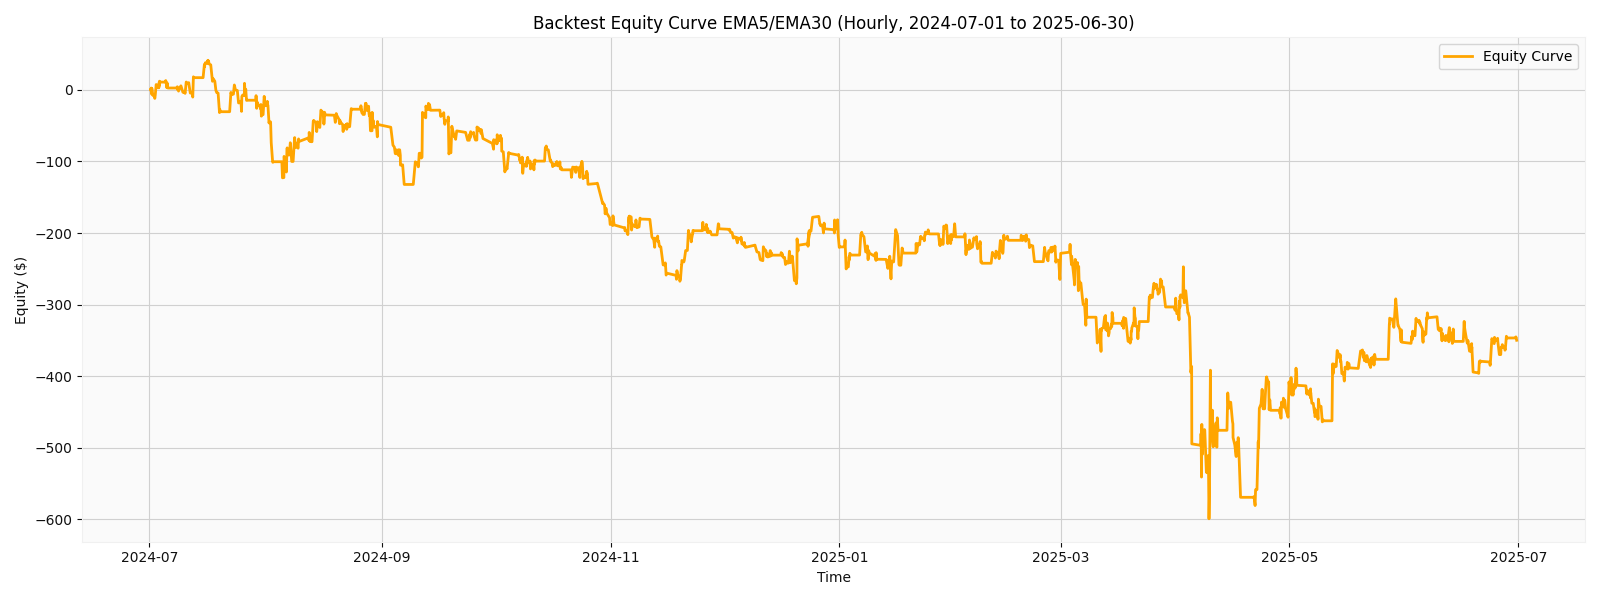 Backtest Equity Curve EMA5/EMA30 (Hourly, 2024-07-01 to 2025-06-30)
Equity Curve
Equity ($)
0
−100
−200
−300
−400
−500
−600
2024-07 2024-09 2024-11 2025-01 2025-03 2025-05 2025-07
Time